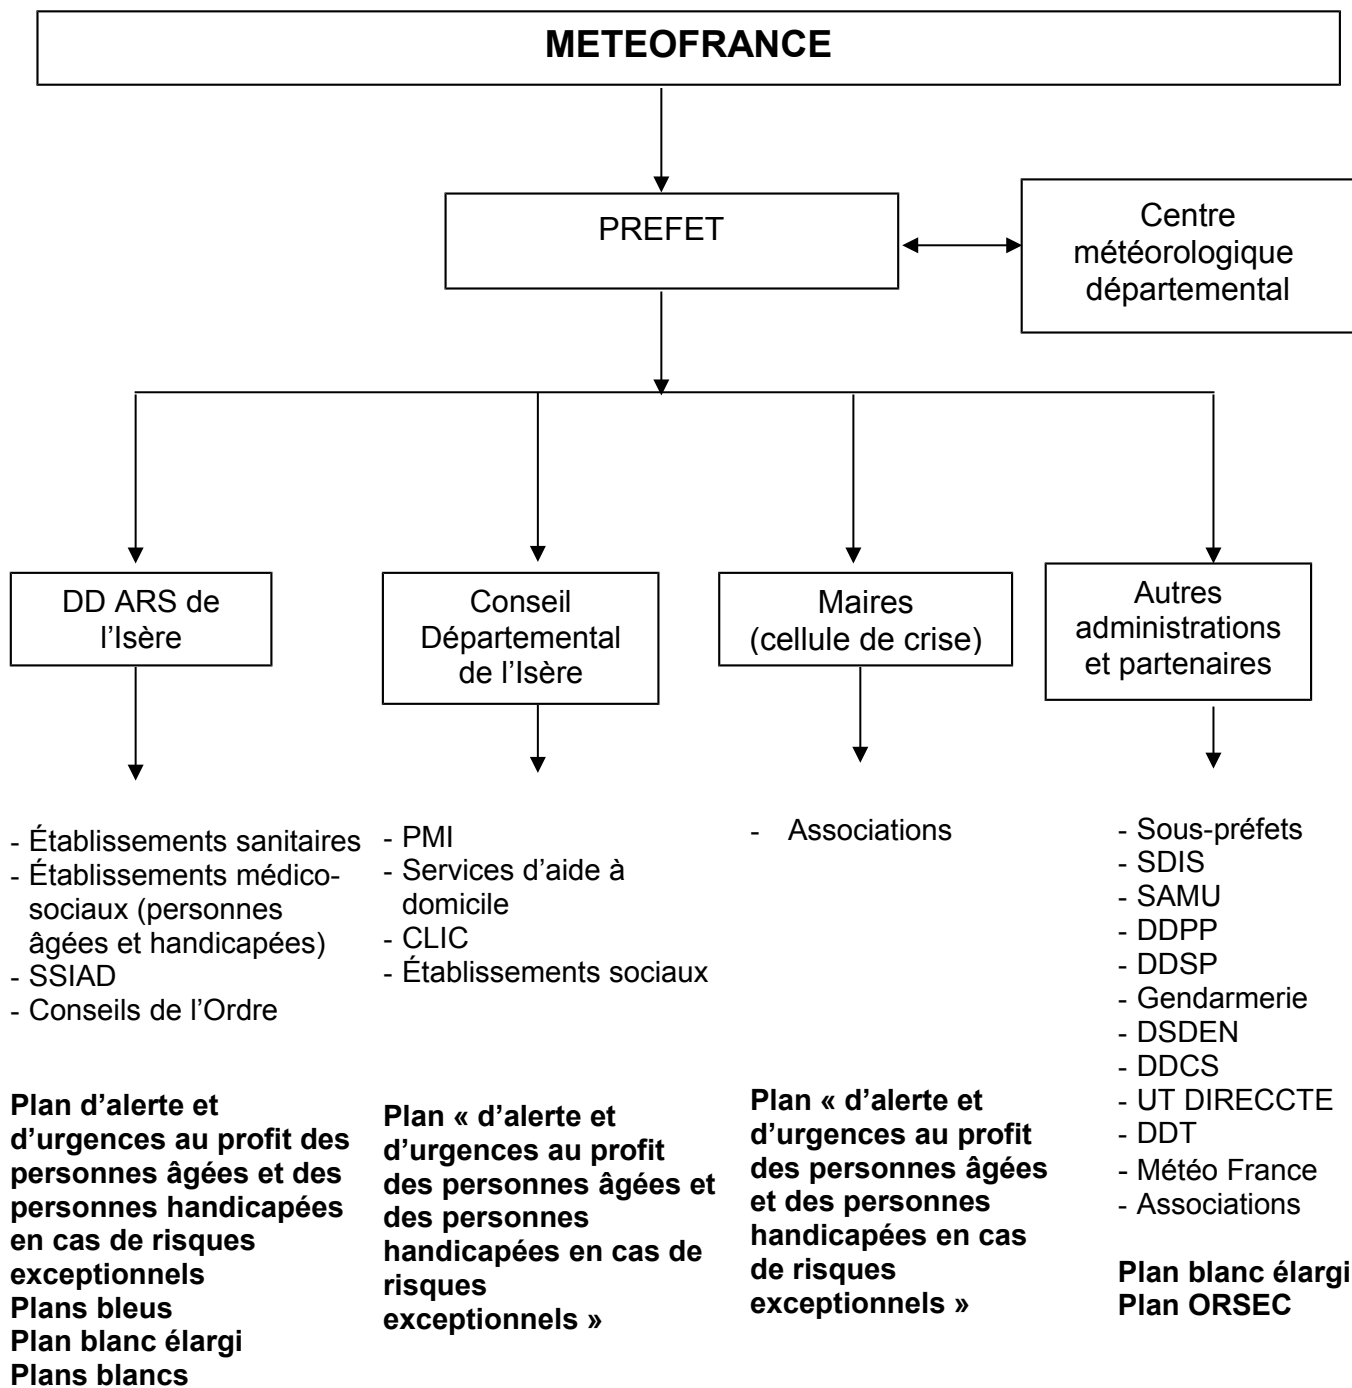 METEOFRANCE
PREFET
Centre
météorologique
départemental
DD ARS de
l’Isère
Conseil
Départemental
de l’Isère
Maires
(cellule de crise)
Autres
administrations
et partenaires
- Établissements sanitaires
- Établissements médico-
sociaux (personnes
âgées et handicapées)
- SSIAD
- Conseils de l’Ordre
Plan d’alerte et
d’urgences au profit des
personnes âgées et des
personnes handicapées
en cas de risques
exceptionnels
Plans bleus
Plan blanc élargi
Plans blancs
- PMI
- Services d’aide à
domicile
- CLIC
- Établissements sociaux
Plan « d’alerte et
d’urgences au profit
des personnes âgées et
des personnes
handicapées en cas de
risques
exceptionnels »
- Associations
Plan « d’alerte et
d’urgences au profit
des personnes âgées
et des personnes
handicapées en cas
de risques
exceptionnels »
- Sous-préfets
- SDIS
- SAMU
- DDPP
- DDSP
- Gendarmerie
- DSDEN
- DDCS
- UT DIRECCTE
- DDT
- Météo France
- Associations
Plan blanc élargi
Plan ORSEC